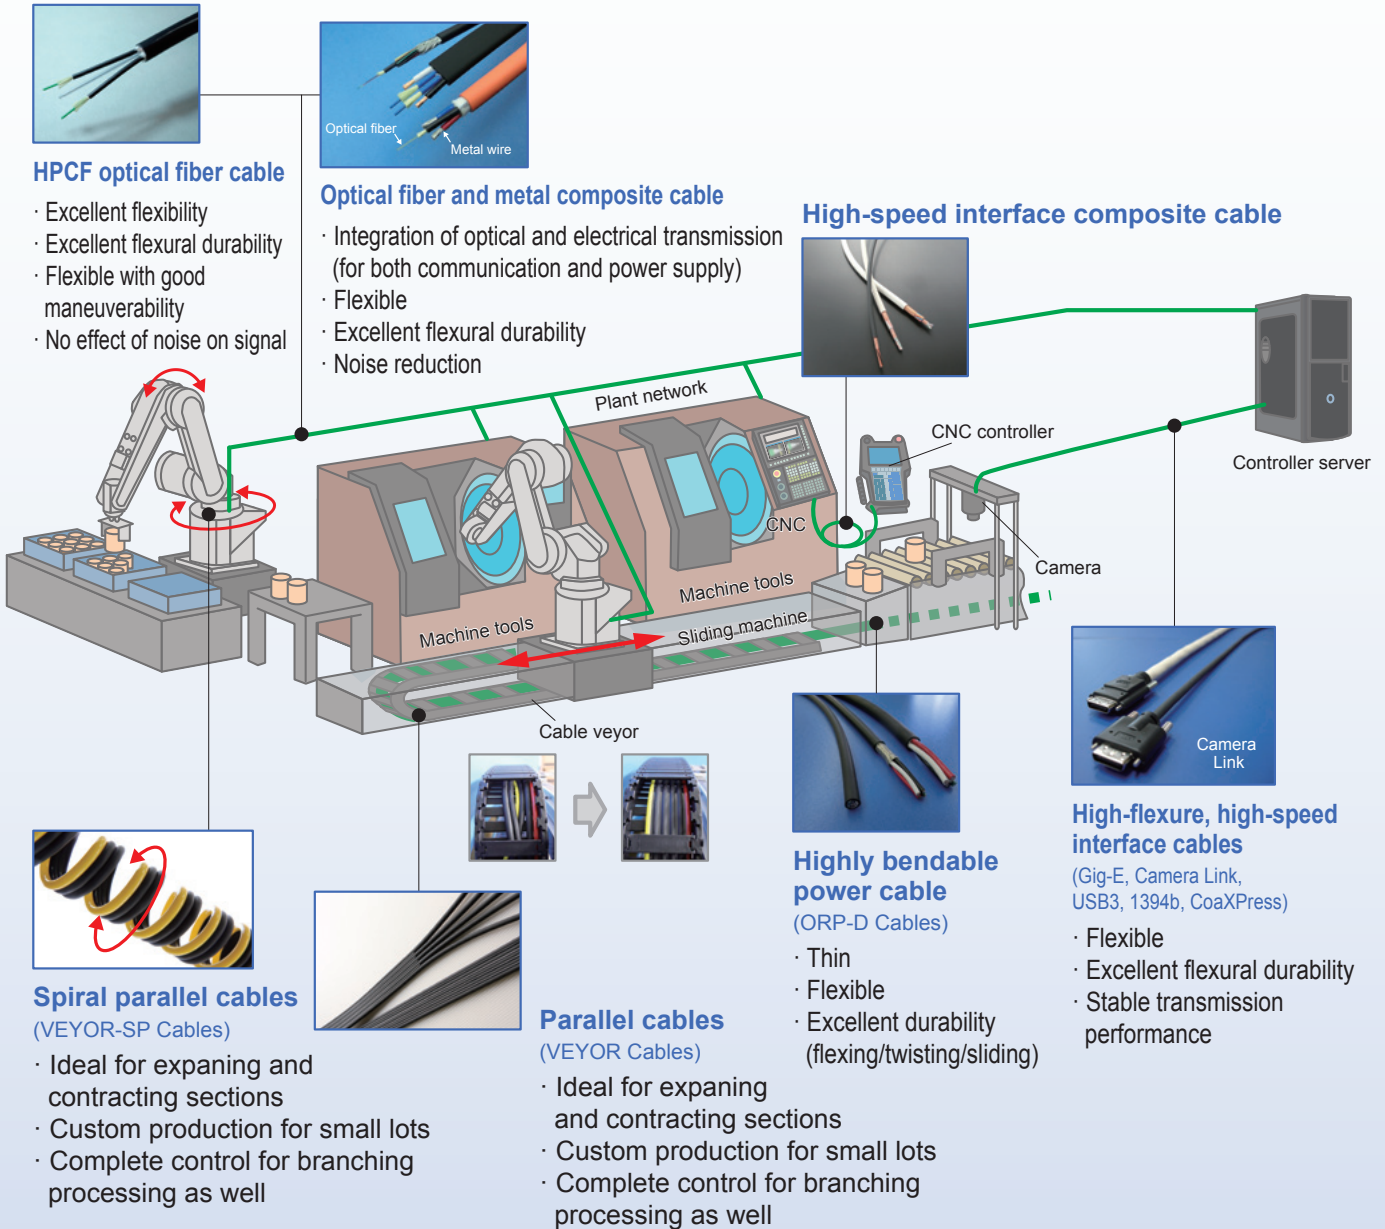 Optical fiber
Metal wire
HPCF optical fiber cable
· Excellent flexibility
· Excellent flexural durability
· Flexible with good
maneuverability
· No effect of noise on signal
Optical fiber and metal composite cable
· Integration of optical and electrical transmission
(for both communication and power supply)
· Flexible
· Excellent flexural durability
· Noise reduction
High-speed interface composite cable
Plant network
CNC controller
Controller server
CNC
Camera
Machine tools
Machine tools
Sliding machine
Cable veyor
Camera
Link
Spiral parallel cables
(VEYOR-SP Cables)
· Ideal for expaning and
contracting sections
· Custom production for small lots
· Complete control for branching
processing as well
Parallel cables
(VEYOR Cables)
· Ideal for expaning
and contracting sections
· Custom production for small lots
· Complete control for branching
processing as well
Highly bendable
power cable
(ORP-D Cables)
· Thin
· Flexible
· Excellent durability
(flexing/twisting/sliding)
High-flexure, high-speed
interface cables
(Gig-E, Camera Link,
USB3, 1394b, CoaXPress)
· Flexible
· Excellent flexural durability
· Stable transmission
performance